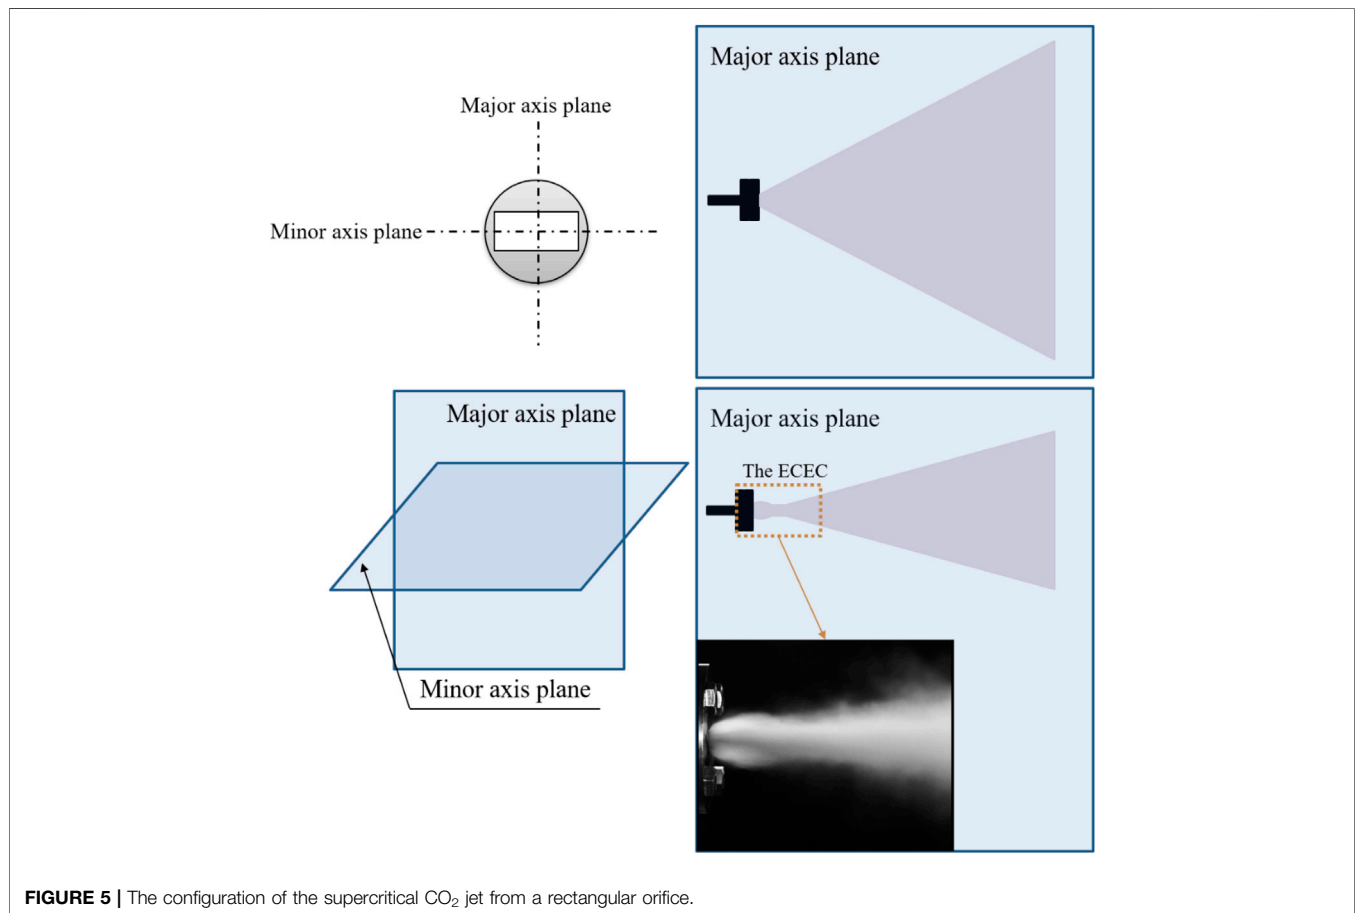 Major axis plane
Minor axis plane
Major axis plane
Major axis plane
Minor axis plane
Major axis plane
The ECEC
FIGURE 5 | The configuration of the supercritical CO₂ jet from a rectangular orifice.